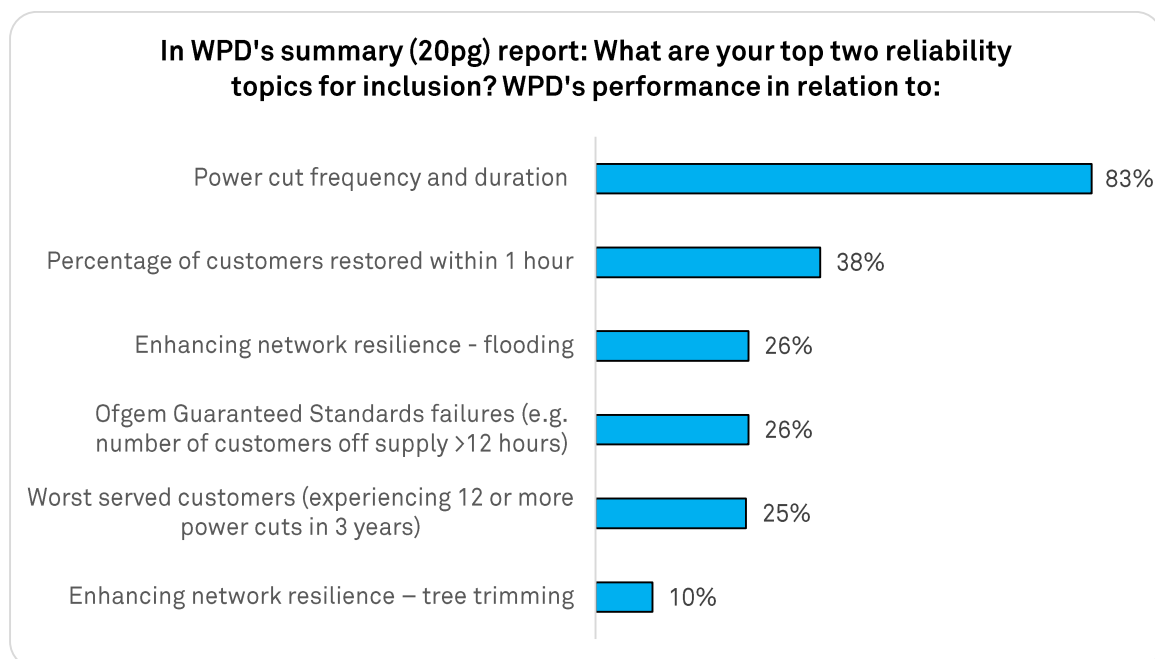 In WPD's summary (20pg) report: What are your top two reliability
topics for inclusion? WPD's performance in relation to:
Power cut frequency and duration
83%
Percentage of customers restored within 1 hour
38%
Enhancing network resilience - flooding
26%
Ofgem Guaranteed Standards failures (e.g.
number of customers off supply >12 hours)
26%
Worst served customers (experiencing 12 or more
power cuts in 3 years)
25%
Enhancing network resilience – tree trimming
10%